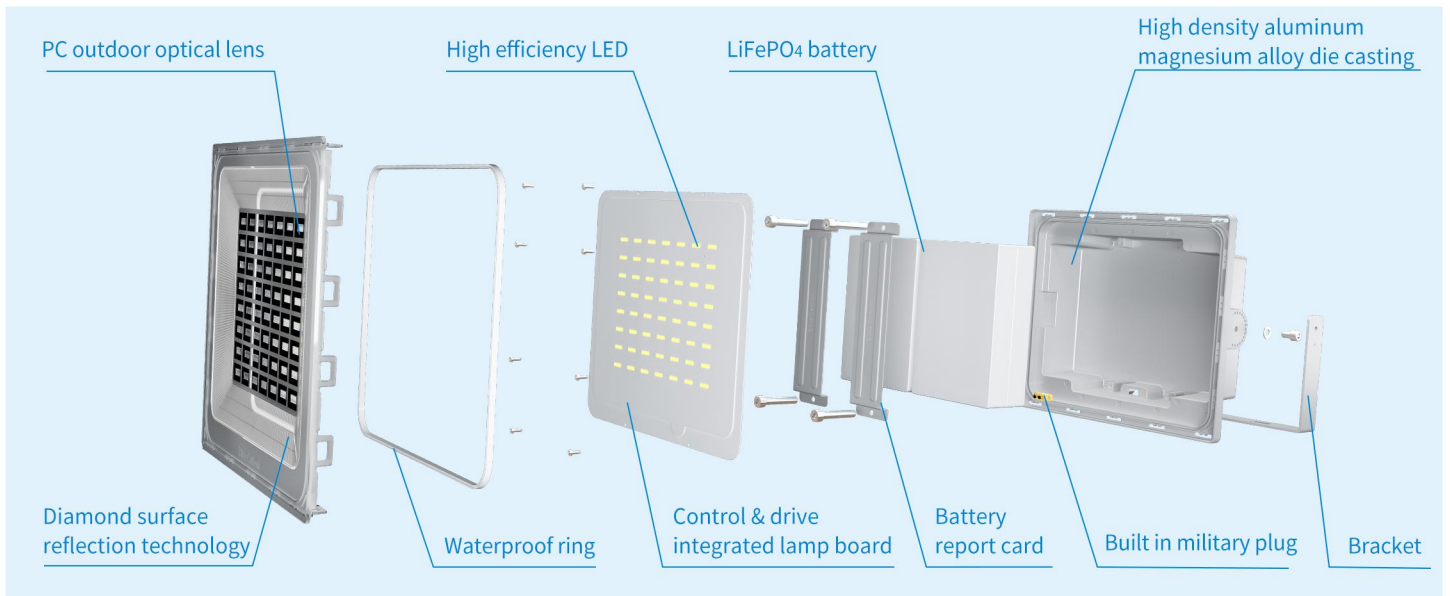 PC outdoor optical lens
High efficiency LED
LiFePO4 battery
High density aluminum
magnesium alloy die casting
Diamond surface
reflection technology
Waterproof ring
Control & drive
integrated lamp board
Battery
report card
Built in military plug
Bracket